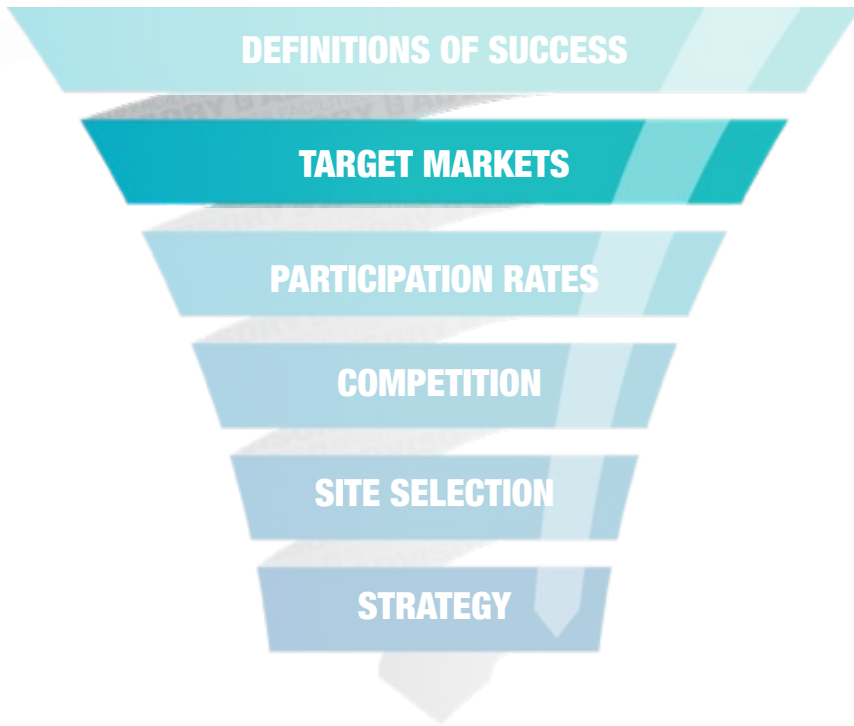 DEFINITIONS OF SUCCESS
TARGET MARKETS
PARTICIPATION RATES
COMPETITION
SITE SELECTION
STRATEGY